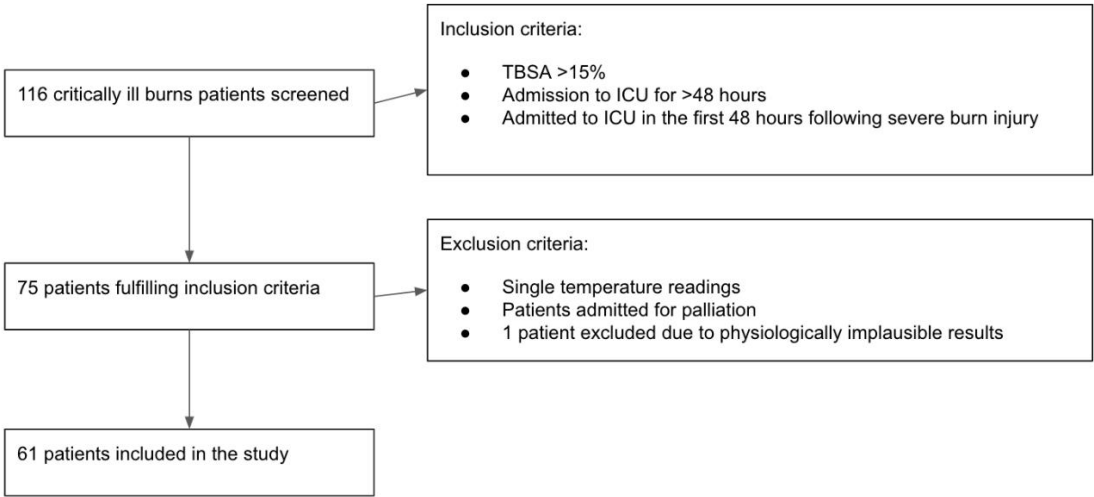 116 critically ill burns patients screened
Inclusion criteria:
● TBSA >15%
● Admission to ICU for >48 hours
● Admitted to ICU in the first 48 hours following severe burn injury
75 patients fulfilling inclusion criteria
Exclusion criteria:
● Single temperature readings
● Patients admitted for palliation
● 1 patient excluded due to physiologically implausible results
61 patients included in the study